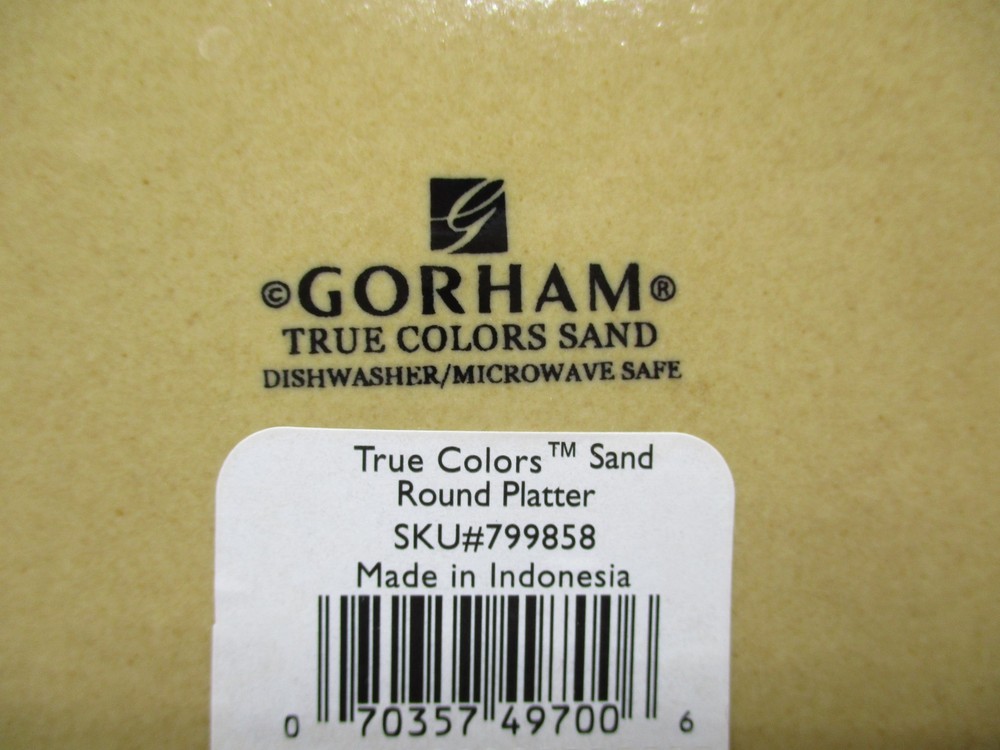 G
©GORHAM®
TRUE COLORS SAND
DISHWASHER/MICROWAVE SAFE
True Colors™ Sand
Round Platter
SKU#799858
Made in Indonesia
0 70357 49700 6